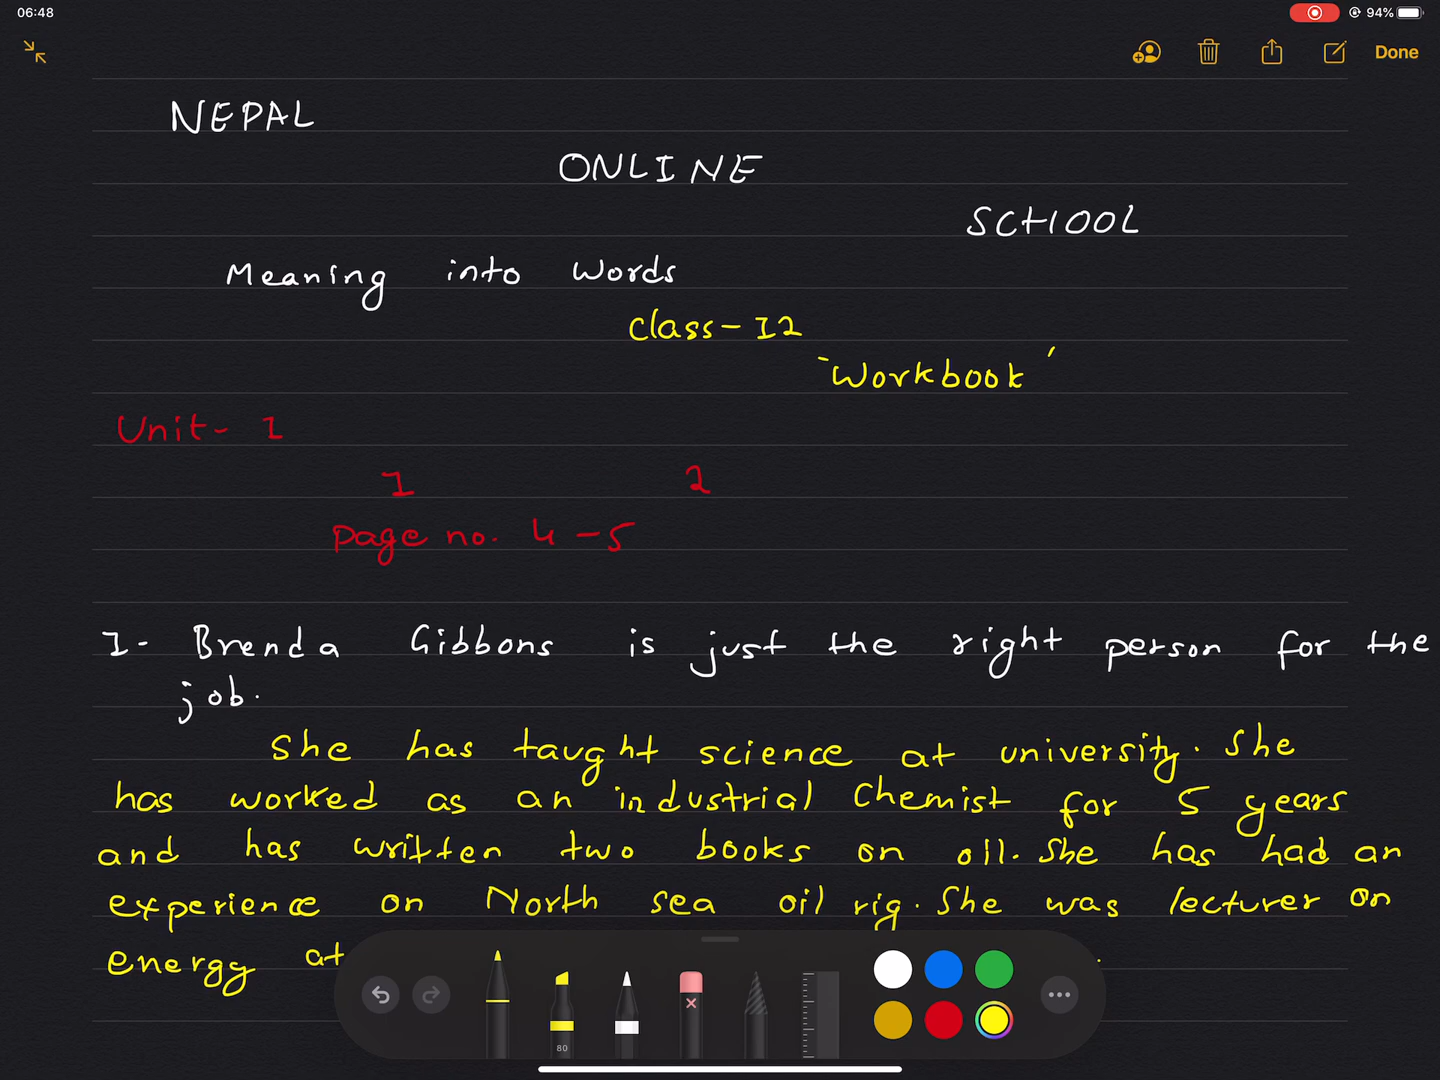 06:48
94%
Done
NEPAL
ONLINE
SCHOOL
Meaning into Words
Class-12
"Workbook'
Unit- 1
1 2
Page no. 4-5
1- Brenda Gibbons is just the right person for the
job.
She has taught science at university. She
has worked as an industrial chemist for 5 years
and has written two books on oil. She has had an
experience on North sea oil rig. She was lecturer on
energy at
80